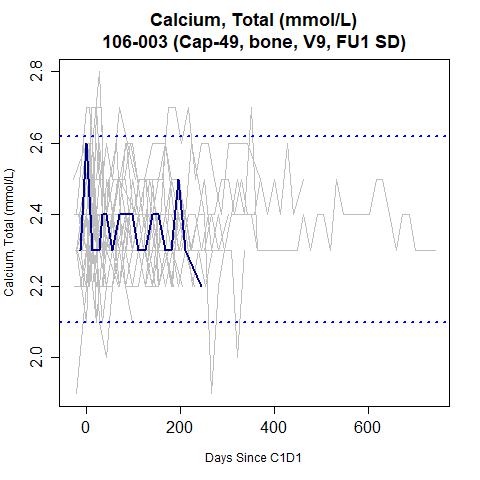 Calcium, Total (mmol/L)
106-003 (Cap-49, bone, V9, FU1 SD)
Calcium, Total (mmol/L)
2.8
2.6
2.4
2.2
2.0
0 200 400 600
Days Since C1D1